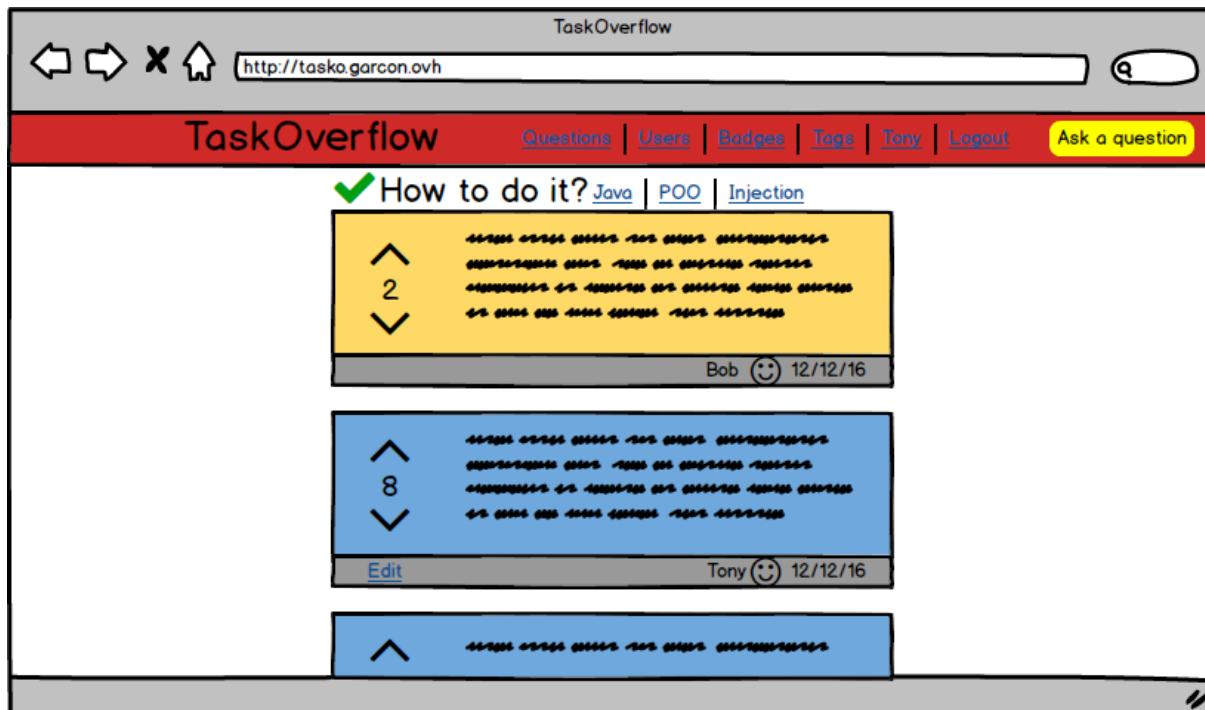 TaskOverflow
http://tasko.garcon.ovh
TaskOverflow Questions Users Badges Tags Tony Logout Ask a question
How to do it? Java POO Injection
2
Bob 12/12/16
8
Edit Tony 12/12/16